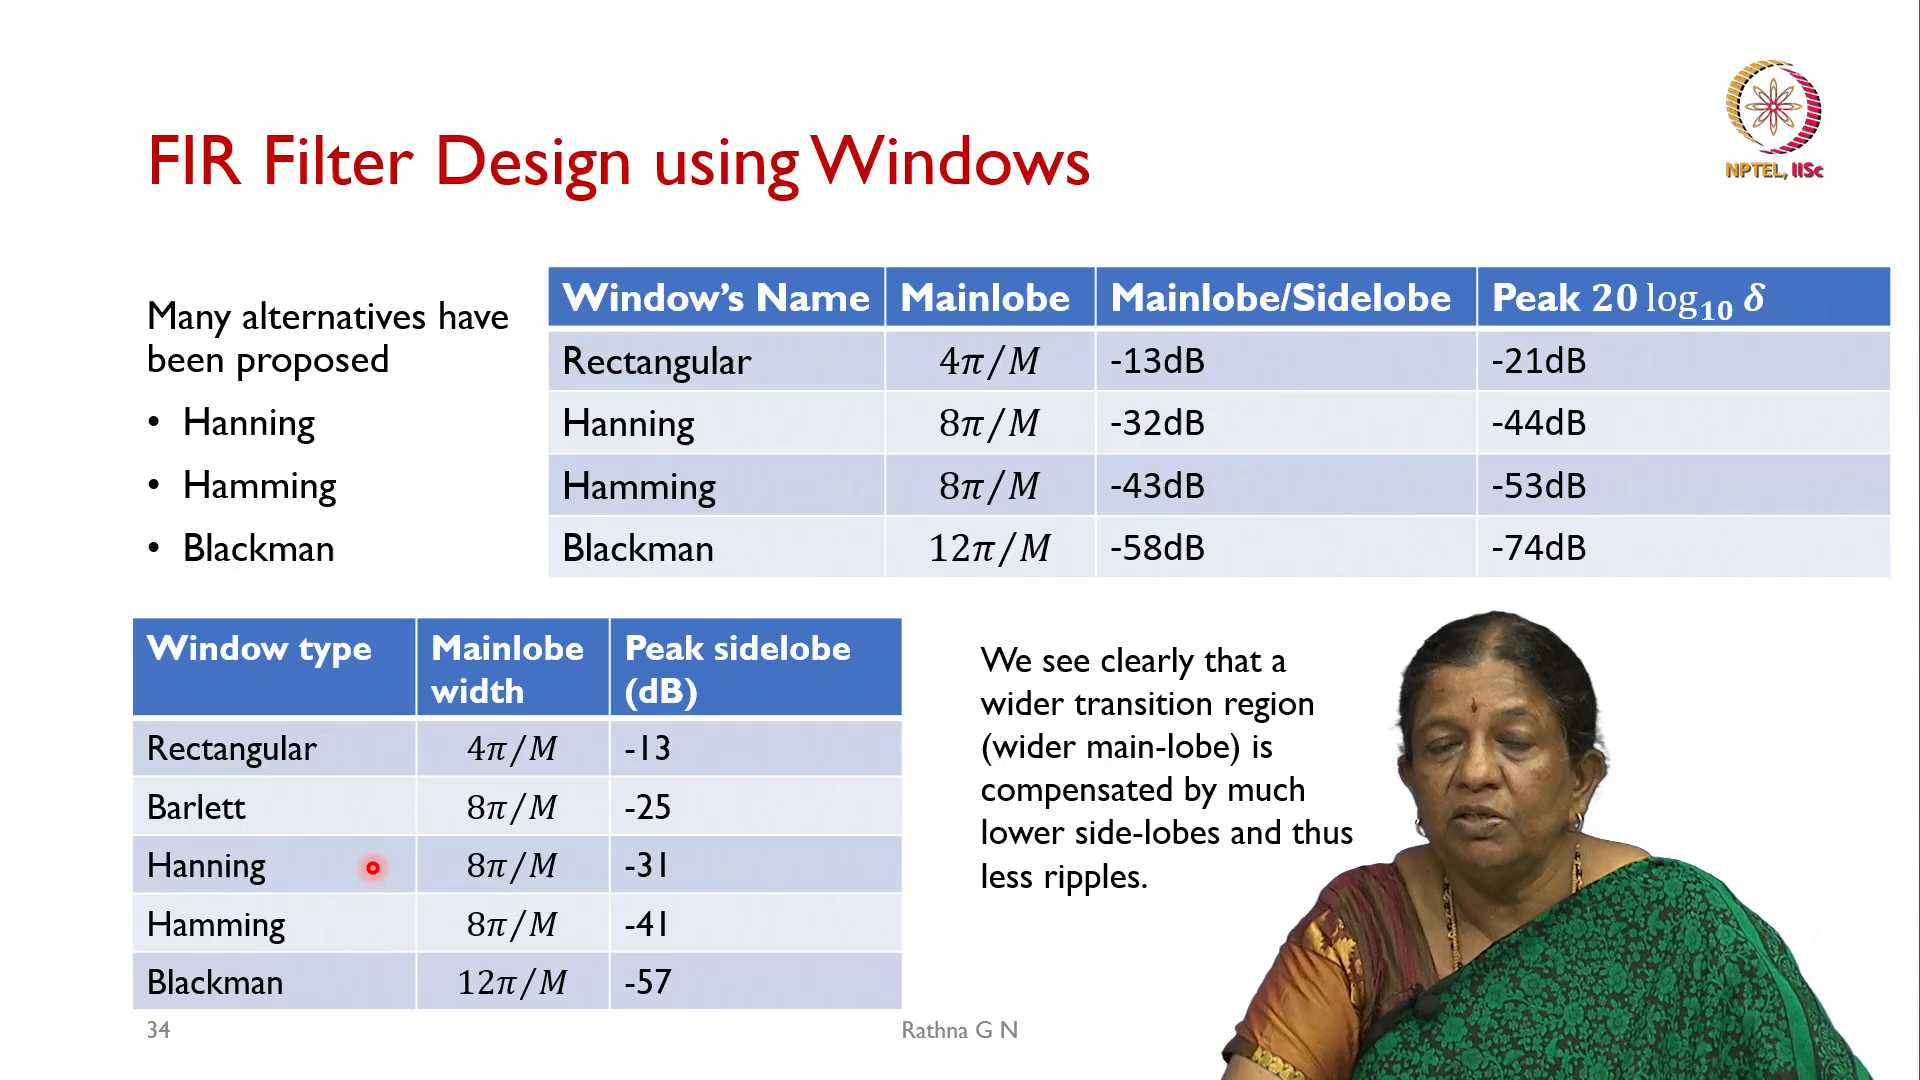 NPTEL, IISc
FIR Filter Design using Windows
Many alternatives have
been proposed
• Hanning
• Hamming
• Blackman
Window's Name Mainlobe Mainlobe/Sidelobe Peak 20 log₁₀ δ
Rectangular 4π/M -13dB -21dB
Hanning 8π/M -32dB -44dB
Hamming 8π/M -43dB -53dB
Blackman 12π/M -58dB -74dB
Window type Mainlobe width Peak sidelobe (dB)
Rectangular 4π/M -13
Barlett 8π/M -25
Hanning 8π/M -31
Hamming 8π/M -41
Blackman 12π/M -57
We see clearly that a
wider transition region
(wider main-lobe) is
compensated by much
lower side-lobes and thus
less ripples.
34
Rathna G N